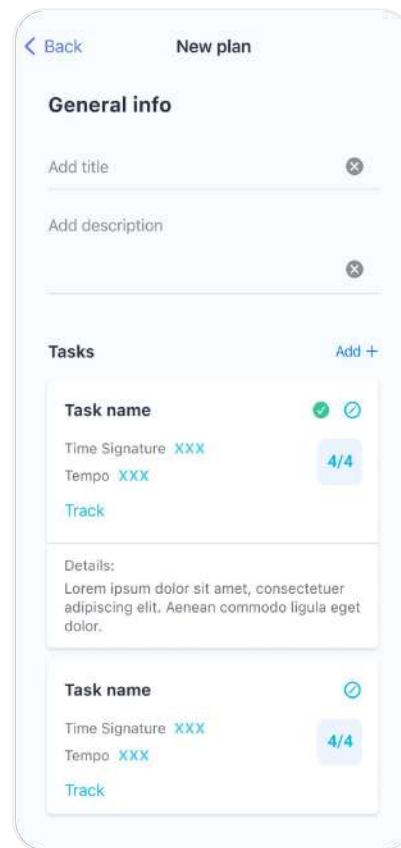 Back
New plan
General info
Add title
Add description
Tasks
Add +
Task name
Time Signature XXX
4/4
Tempo XXX
Track
Details:
Lorem ipsum dolor sit amet, consectetuer
adipiscing elit. Aenean commodo ligula eget
dolor.
Task name
Time Signature XXX
4/4
Tempo XXX
Track